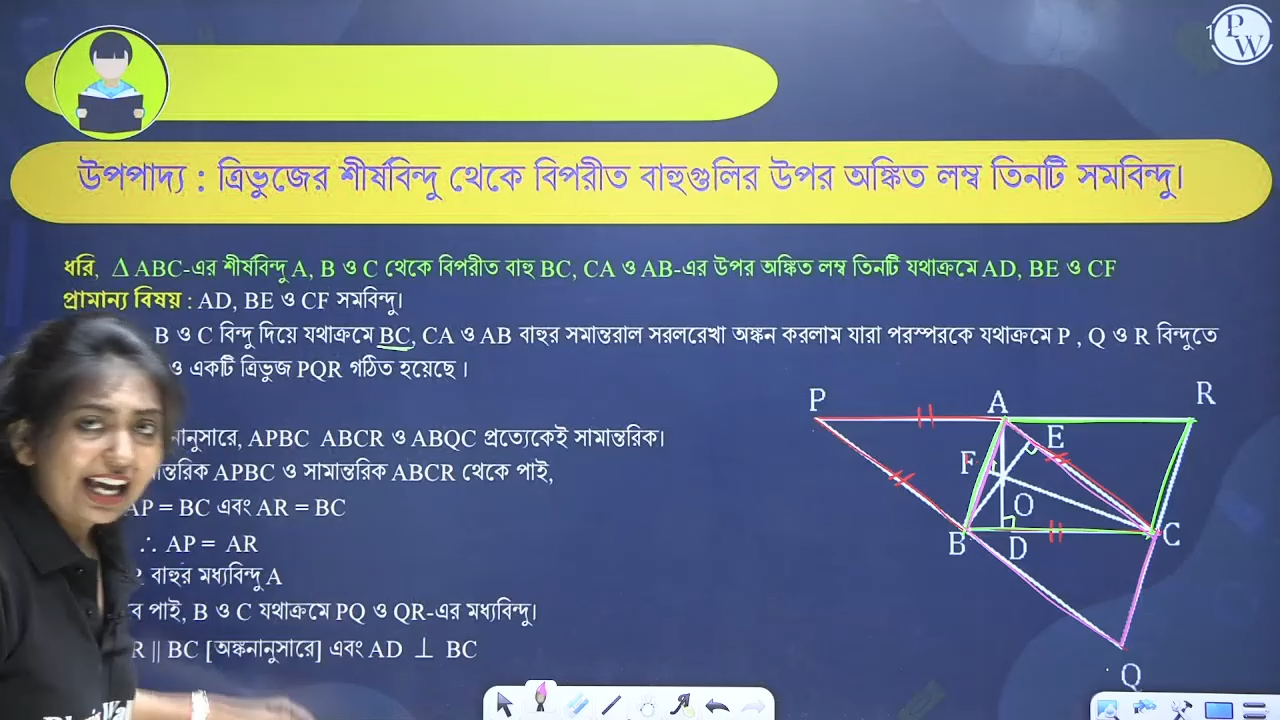 PW
উপপাদ্য : ত্রিভুজের শীর্ষবিন্দু থেকে বিপরীত বাহুগুলির উপর অঙ্কিত লম্ব তিনটি সমবিন্দু।
ধরি, Δ ABC-এর শীর্ষবিন্দু A, B ও C থেকে বিপরীত বাহু BC, CA ও AB-এর উপর অঙ্কিত লম্ব তিনটি যথাক্রমে AD, BE ও CF
প্রামান্য বিষয় : AD, BE ও CF সমবিন্দু।
B ও C বিন্দু দিয়ে যথাক্রমে BC, CA ও AB বাহুর সমান্তরাল সরলরেখা অঙ্কন করলাম যারা পরস্পরকে যথাক্রমে P , Q ও R বিন্দুতে
ও একটি ত্রিভুজ PQR গঠিত হয়েছে।
নানুসারে, APBC ABCR ও ABQC প্রত্যেকেই সামান্তরিক।
ান্তরিক APBC ও সামান্তরিক ABCR থেকে পাই,
AP = BC এবং AR = BC
∴ AP = AR
বাহুর মধ্যবিন্দু A
পাই, B ও C যথাক্রমে PQ ও QR-এর মধ্যবিন্দু।
R || BC [অঙ্কনানুসারে] এবং AD ⊥ BC
P A R
E
F
O
B D C
Q